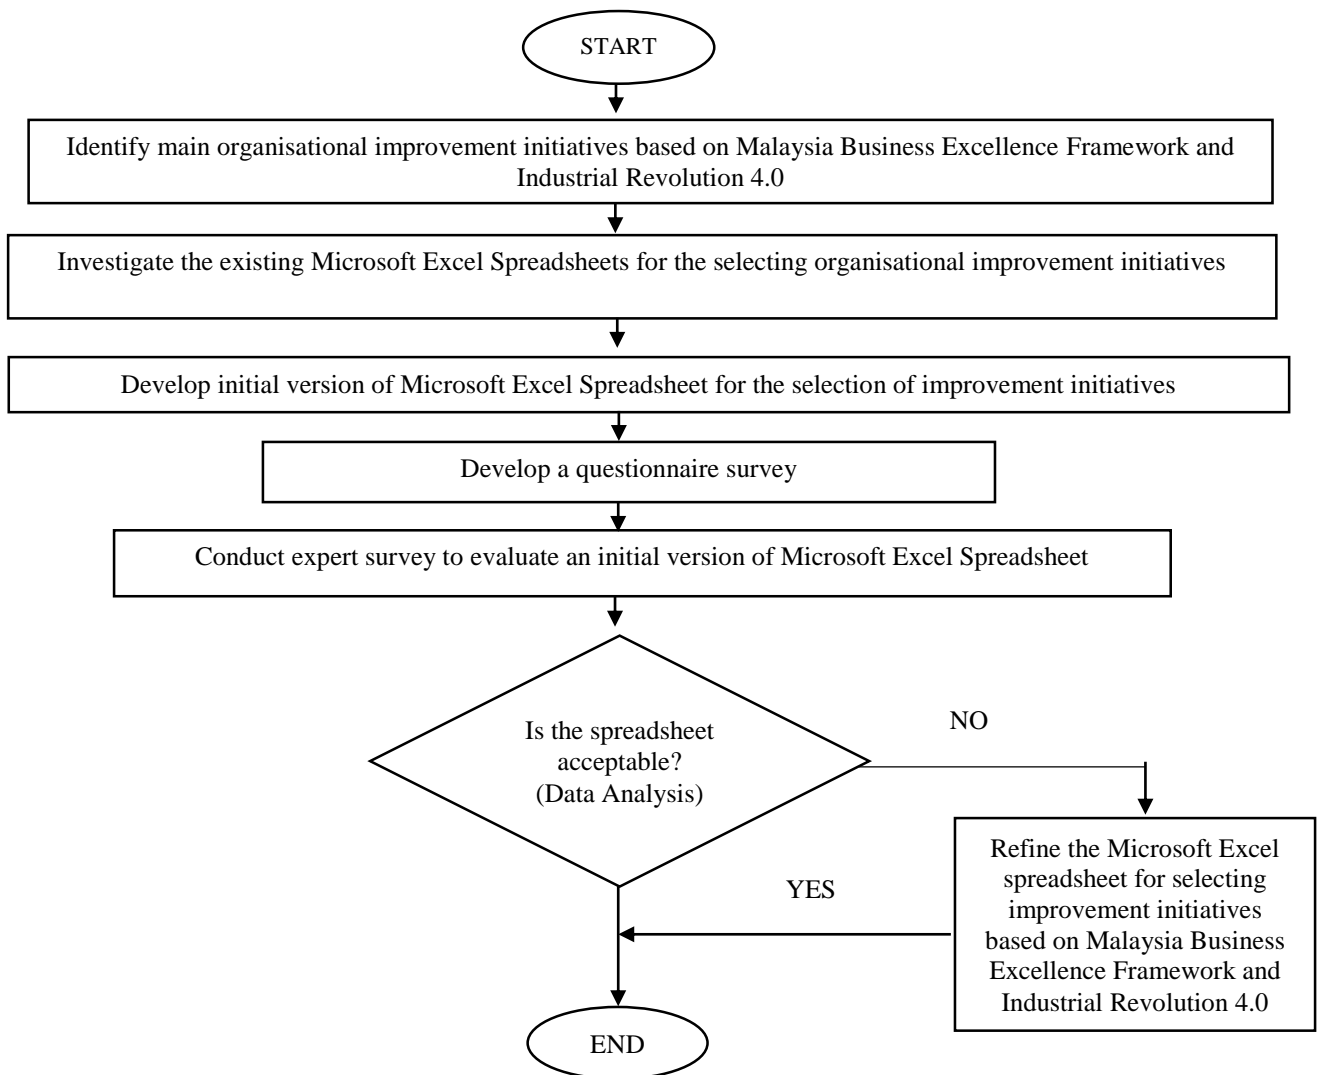 START
Identify main organisational improvement initiatives based on Malaysia Business Excellence Framework and
Industrial Revolution 4.0
Investigate the existing Microsoft Excel Spreadsheets for the selecting organisational improvement initiatives
Develop initial version of Microsoft Excel Spreadsheet for the selection of improvement initiatives
Develop a questionnaire survey
Conduct expert survey to evaluate an initial version of Microsoft Excel Spreadsheet
Is the spreadsheet
acceptable?
(Data Analysis)
NO
Refine the Microsoft Excel
spreadsheet for selecting
improvement initiatives
based on Malaysia Business
Excellence Framework and
Industrial Revolution 4.0
YES
END